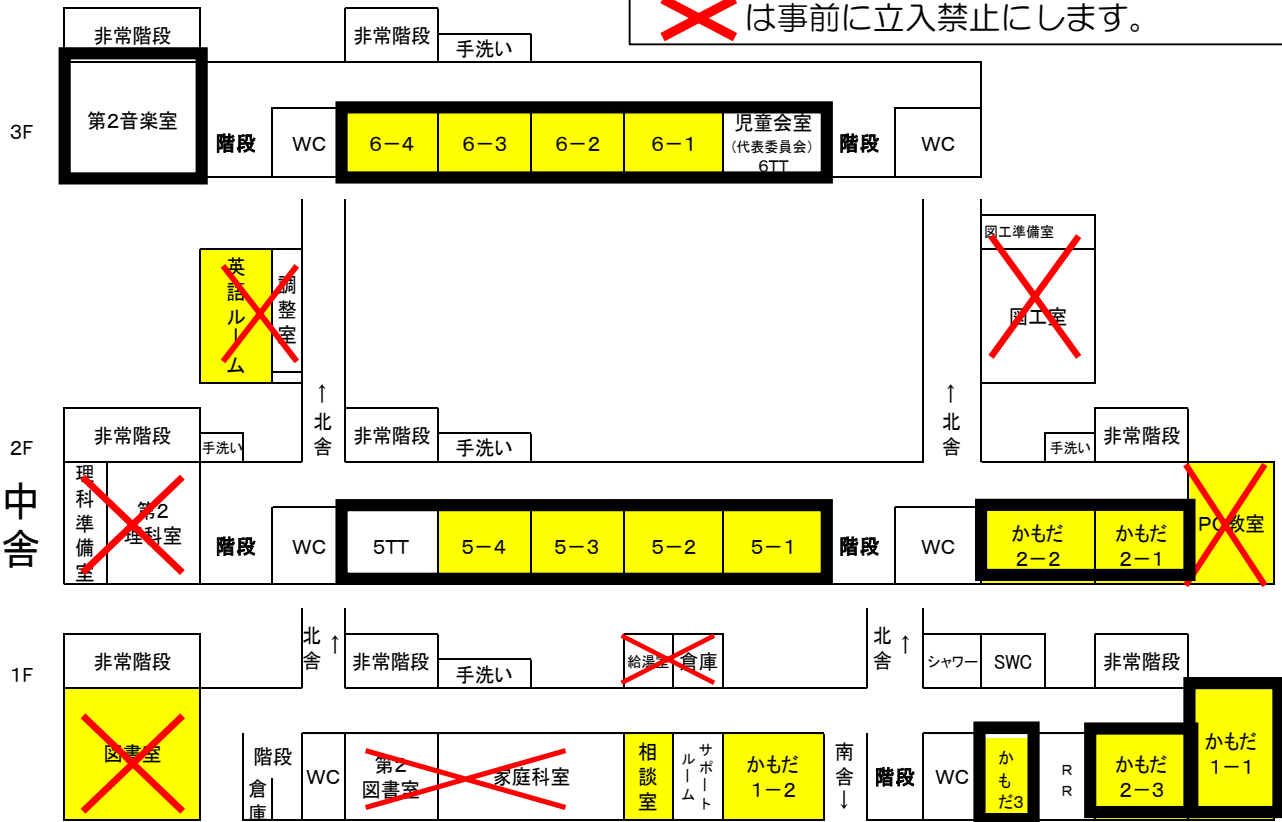 は事前に立入禁止にします。
非常階段
非常階段
手洗い
3F
第2音楽室
階段
WC
6-4
6-3
6-2
6-1
児童会室
(代表委員会)
6TT
階段
WC
英語ルーム
調整室
図工準備室
図工室
↑北舎
↑北舎
2F
非常階段
手洗い
非常階段
手洗い
手洗い
非常階段
中舎
理科準備室
第2
理科室
階段
WC
5TT
5-4
5-3
5-2
5-1
階段
WC
かもだ
2-2
かもだ
2-1
PC教室
1F
非常階段
北舎↑
非常階段
手洗い
給湯室
倉庫
北舎↑
シャワー
SWC
非常階段
図書室
階段
倉庫
WC
第2
図書室
家庭科室
相談室
サポート
ルーム
かもだ
1-2
南舎↓
階段
WC
かもだ3
RR
かもだ
2-3
かもだ
1-1